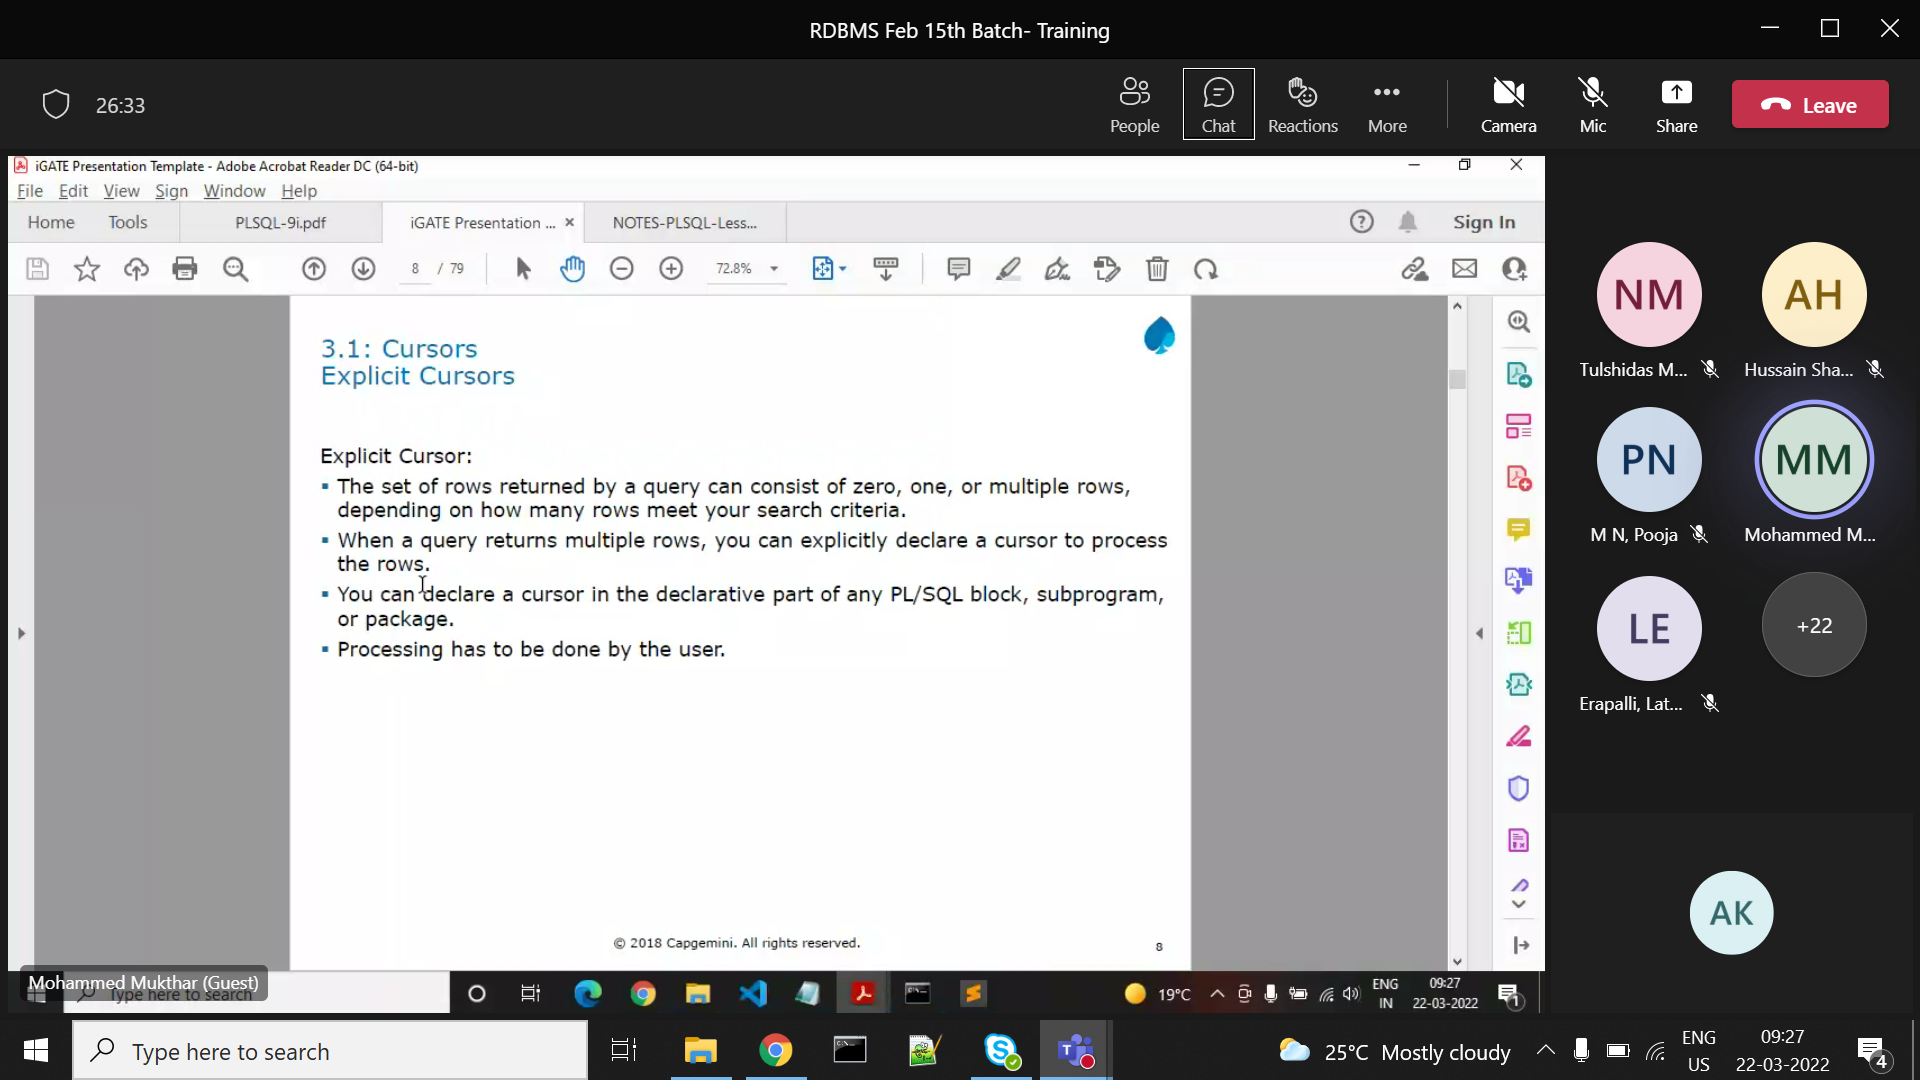 RDBMS Feb 15th Batch- Training
26:33
People
Chat
Reactions
More
Camera
Mic
Share
Leave
iGATE Presentation Template - Adobe Acrobat Reader DC (64-bit)
File Edit View Sign Window Help
Home Tools PLSQL-9i.pdf iGATE Presentation ... × NOTES-PLSQL-Less... Sign In
8 / 79 72.8%
3.1: Cursors
Explicit Cursors
Explicit Cursor:
▪ The set of rows returned by a query can consist of zero, one, or multiple rows,
depending on how many rows meet your search criteria.
▪ When a query returns multiple rows, you can explicitly declare a cursor to process
the rows.
▪ You can declare a cursor in the declarative part of any PL/SQL block, subprogram,
or package.
▪ Processing has to be done by the user.
© 2018 Capgemini. All rights reserved.
8
NM
Tulshidas M...
AH
Hussain Sha...
PN
M N, Pooja
MM
Mohammed M...
LE
Erapalli, Lat...
+22
AK
Mohammed Mukthar (Guest)
Type here to search
19°C
ENG
IN
09:27
22-03-2022
1
Type here to search
25°C Mostly cloudy
ENG
US
09:27
22-03-2022
4